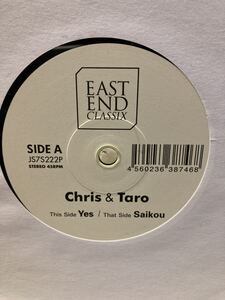 EAST
END
CLASSIX
SIDE A
JS7S222P
STEREO 45RPM
4 560236 387468
Chris & Taro
This Side Yes / That Side Saikou